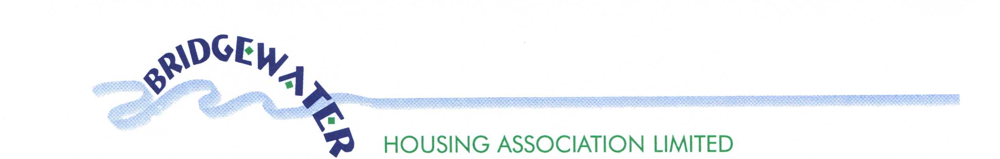 BRIDGEWATER
HOUSING ASSOCIATION LIMITED